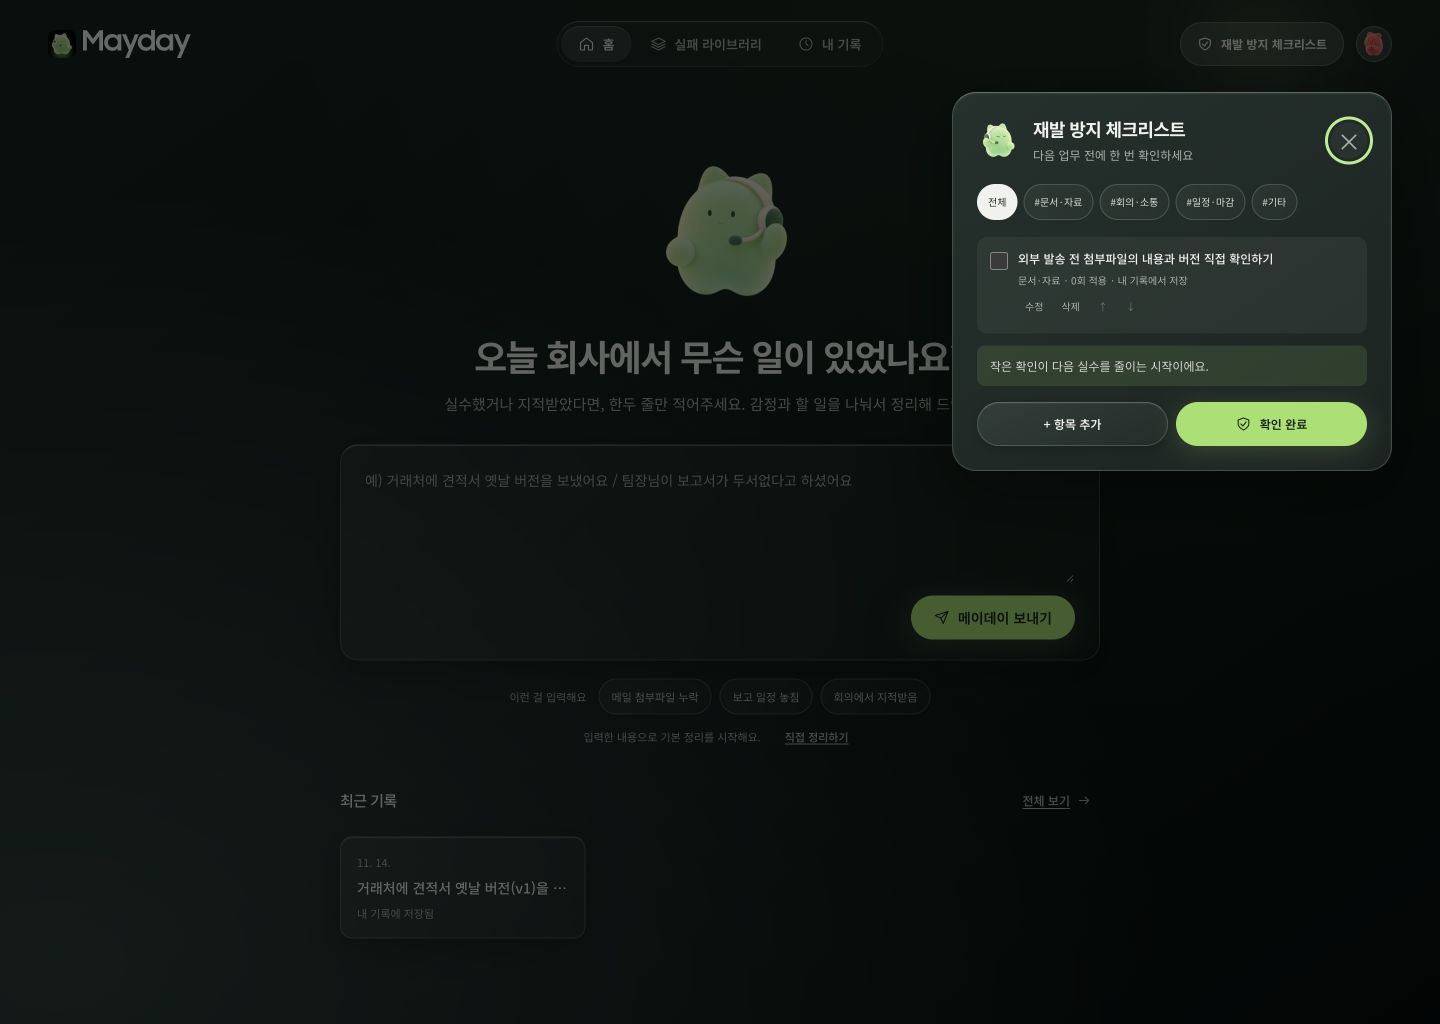 Mayday
홈
실패 라이브러리
내 기록
재발 방지 체크리스트
재발 방지 체크리스트
다음 업무 전에 한 번 확인하세요
전체
#문서·자료
#회의·소통
#일정·마감
#기타
외부 발송 전 첨부파일의 내용과 버전 직접 확인하기
문서·자료 · 0회 적용 · 내 기록에서 저장
수정 삭제 ↑ ↓
작은 확인이 다음 실수를 줄이는 시작이에요.
+ 항목 추가
확인 완료
오늘 회사에서 무슨 일이 있었나요
실수했거나 지적받았다면, 한두 줄만 적어주세요. 감정과 할 일을 나눠서 정리해 드
예) 거래처에 견적서 옛날 버전을 보냈어요 / 팀장님이 보고서가 두서없다고 하셨어요
메이데이 보내기
이런 걸 입력해요
메일 첨부파일 누락
보고 일정 놓침
회의에서 지적받음
입력한 내용으로 기본 정리를 시작해요.
직접 정리하기
최근 기록
전체 보기 →
11. 14.
거래처에 견적서 옛날 버전(v1)을 …
내 기록에 저장됨